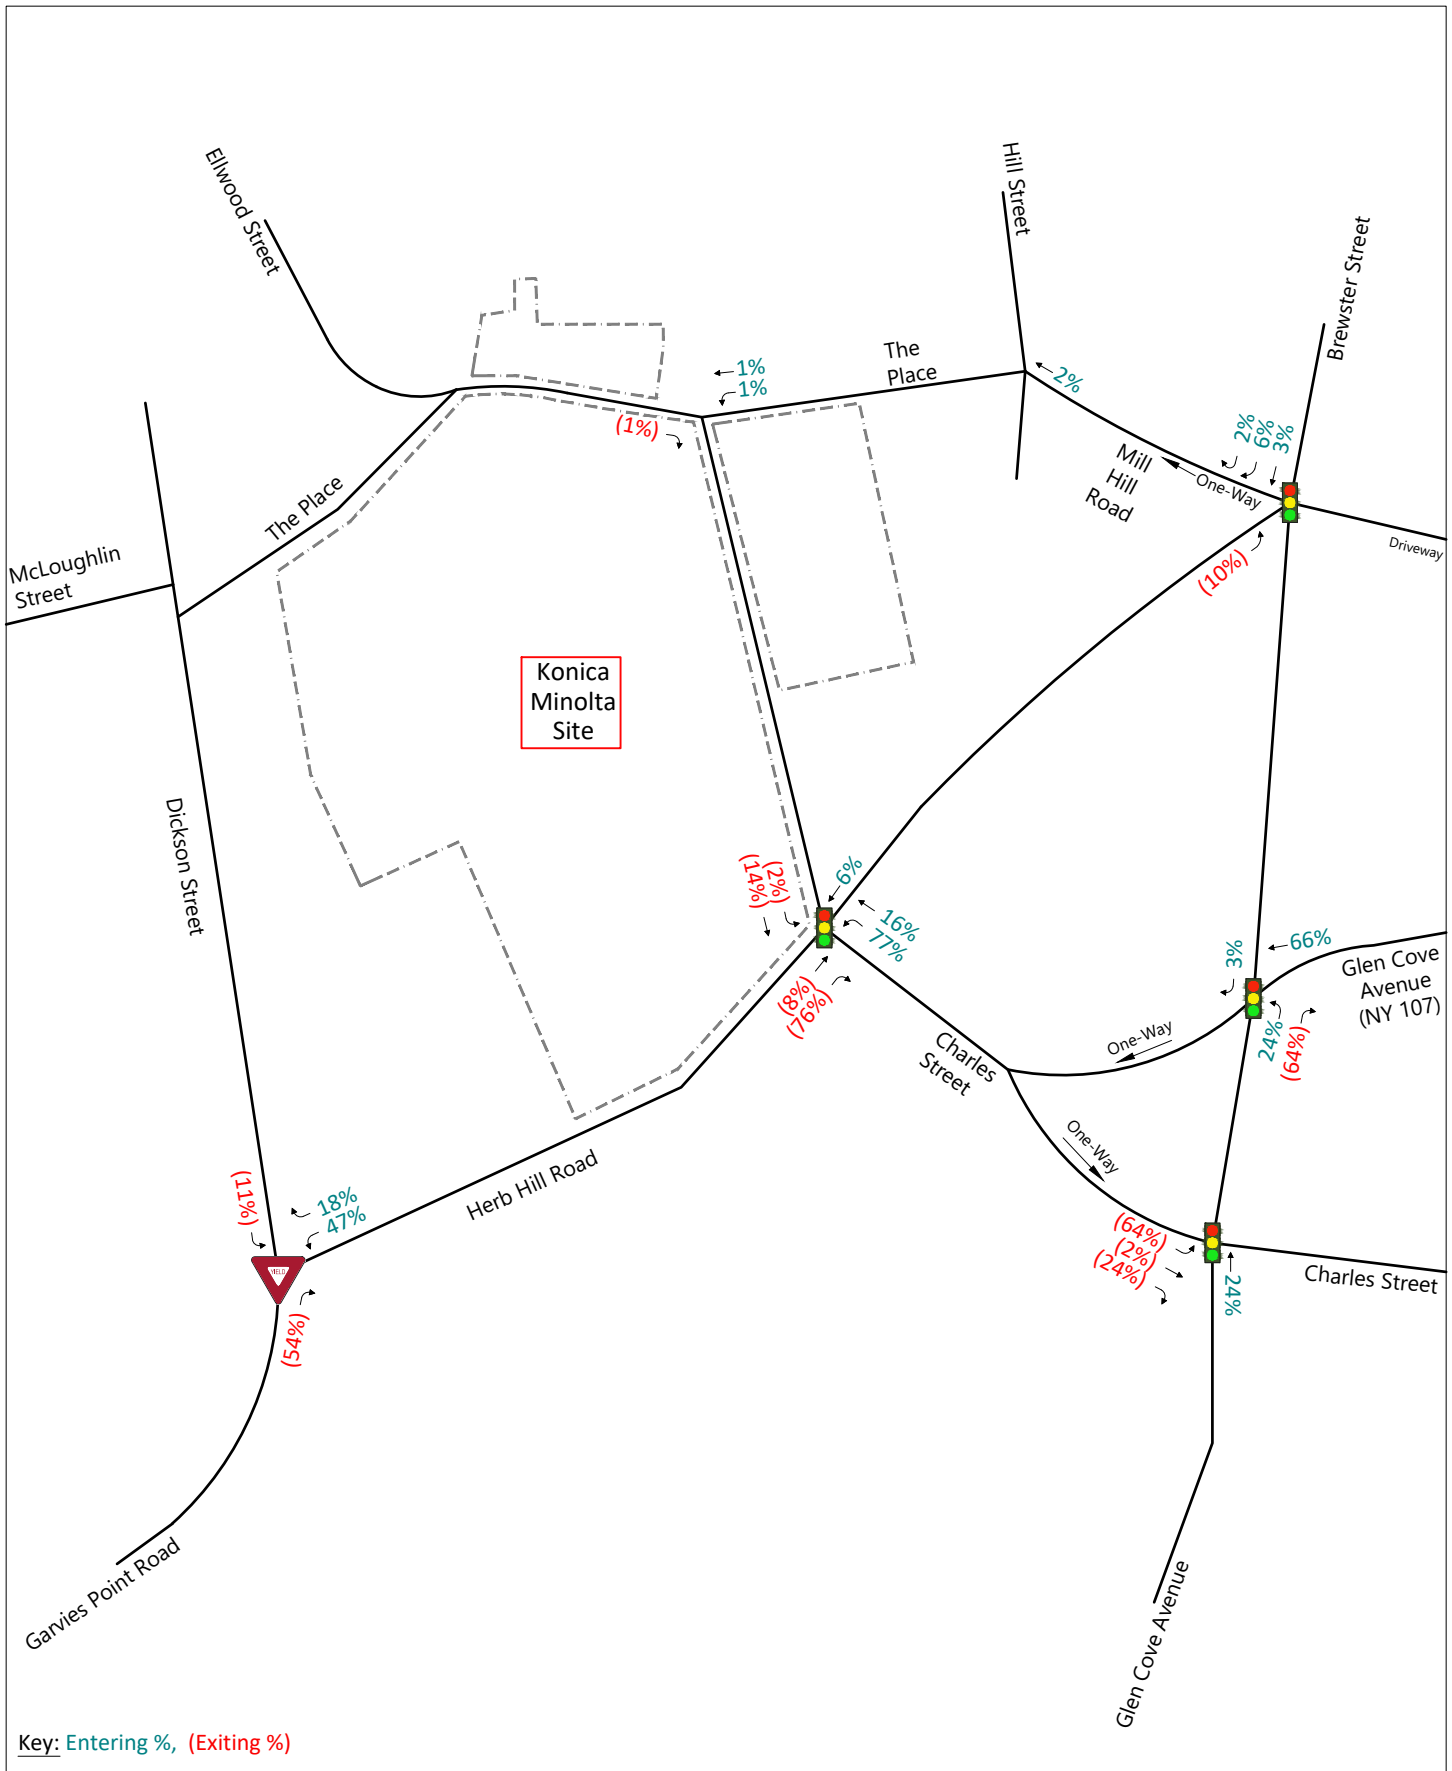 Ellwood Street
Hill Street
Brewster Street
The
Place
1%
1%
2%
2%
6%
3%
(1%)
Mill
Hill
Road
One-Way
Driveway
The Place
McLoughlin
Street
(10%)
Konica
Minolta
Site
Dickson Street
(14%)
(2%)
6%
16%
77%
3%
66%
Glen Cove
Avenue
(NY 107)
(8%)
(76%)
One-Way
24%
(64%)
Charles
Street
One-Way
Herb Hill Road
(11%)
18%
47%
YIELD
(54%)
(64%)
(2%)
(24%)
24%
Charles Street
Garvies Point Road
Glen Cove Avenue
Key: Entering %, (Exiting %)